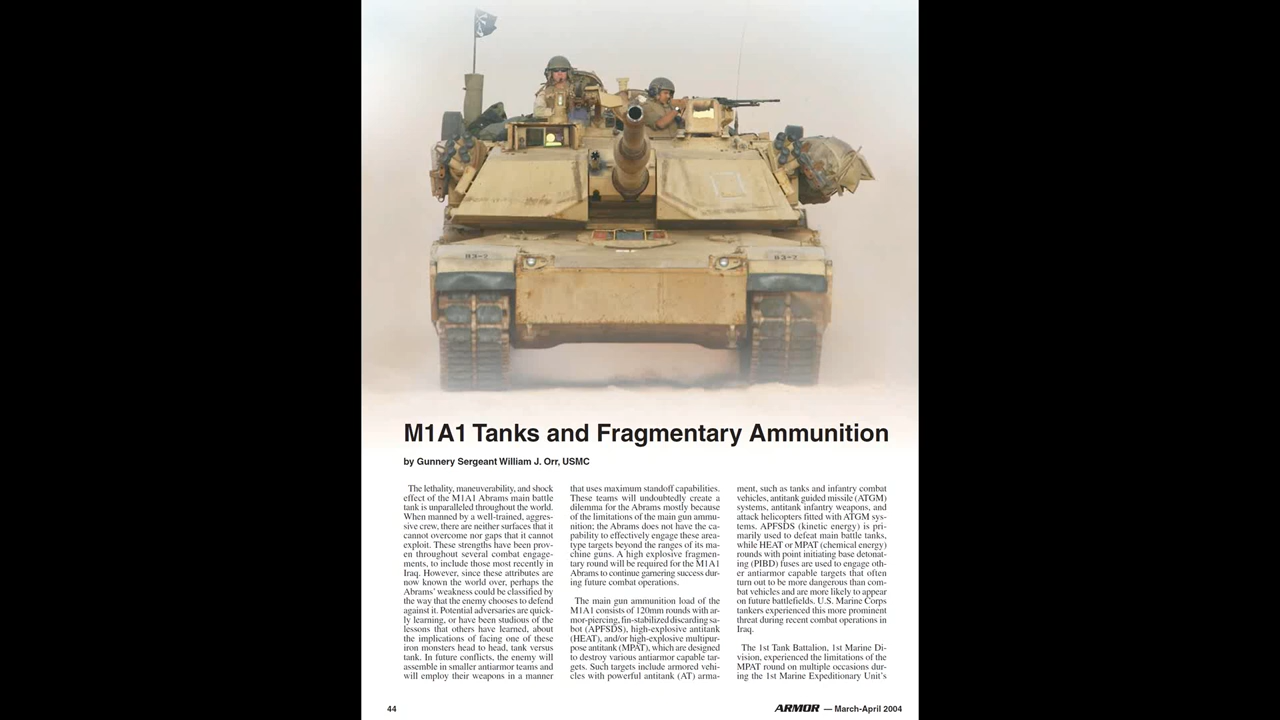 B3-2
B3-2
M1A1 Tanks and Fragmentary Ammunition
by Gunnery Sergeant William J. Orr, USMC
The lethality, maneuverability, and shock
effect of the M1A1 Abrams main battle
tank is unparalleled throughout the world.
When manned by a well-trained, aggres-
sive crew, there are neither surfaces that it
cannot overcome nor gaps that it cannot
exploit. These strengths have been prov-
en throughout several combat engage-
ments, to include those most recently in
Iraq. However, since these attributes are
now known the world over, perhaps the
Abrams' weakness could be classified by
the way that the enemy chooses to defend
against it. Potential adversaries are quick-
ly learning, or have been studious of the
lessons that others have learned, about
the implications of facing one of these
iron monsters head to head, tank versus
tank. In future conflicts, the enemy will
assemble in smaller antiarmor teams and
will employ their weapons in a manner
that uses maximum standoff capabilities.
These teams will undoubtedly create a
dilemma for the Abrams mostly because
of the limitations of the main gun ammu-
nition; the Abrams does not have the ca-
pability to effectively engage these area-
type targets beyond the ranges of its ma-
chine guns. A high explosive fragmen-
tary round will be required for the M1A1
Abrams to continue garnering success dur-
ing future combat operations.
The main gun ammunition load of the
M1A1 consists of 120mm rounds with ar-
mor-piercing, fin-stabilized discarding sa-
bot (APFSDS), high-explosive antitank
(HEAT), and/or high-explosive multipur-
pose antitank (MPAT), which are designed
to destroy various antiarmor capable tar-
gets. Such targets include armored vehi-
cles with powerful antitank (AT) arma-
ment, such as tanks and infantry combat
vehicles, antitank guided missile (ATGM)
systems, antitank infantry weapons, and
attack helicopters fitted with ATGM sys-
tems. APFSDS (kinetic energy) is pri-
marily used to defeat main battle tanks,
while HEAT or MPAT (chemical energy)
rounds with point initiating base detonat-
ing (PIBD) fuses are used to engage oth-
er antiarmor capable targets that often
turn out to be more dangerous than com-
bat vehicles and are more likely to appear
on future battlefields. U.S. Marine Corps
tankers experienced this more prominent
threat during recent combat operations in
Iraq.
The 1st Tank Battalion, 1st Marine Di-
vision, experienced the limitations of the
MPAT round on multiple occasions dur-
ing the 1st Marine Expeditionary Unit's
44
ARMOR — March-April 2004